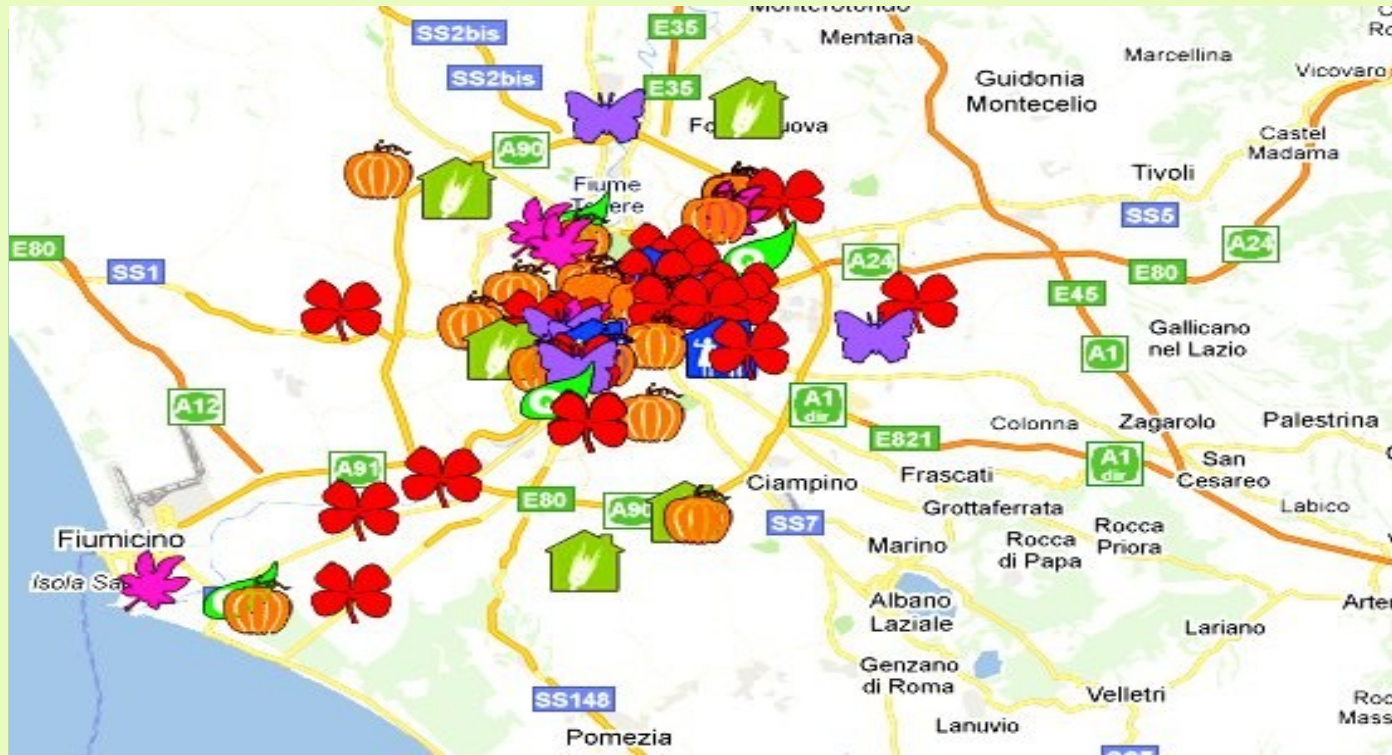 Mentana
SS2bis
E35
Marcellina
SS2bis
E35
Guidonia
Montecelio
Vicovaro
A90
Castel
Madama
Fiume
Tivoli
SS5
E80
SS1
A24
A24
E80
E45
Gallicano
nel Lazio
A1
A12
A1
dir
Colonna
Zagarolo
Palestrina
E821
A1
dir
San
Cesareo
A91
Ciampino
Frascati
Labico
E80
SS7
Grottaferrata
Fiumicino
Marino
Rocca
di Papa
Rocca
Priora
Albano
Laziale
Lariano
Genzano
di Roma
Velletri
SS148
Lanuvio
Pomezia